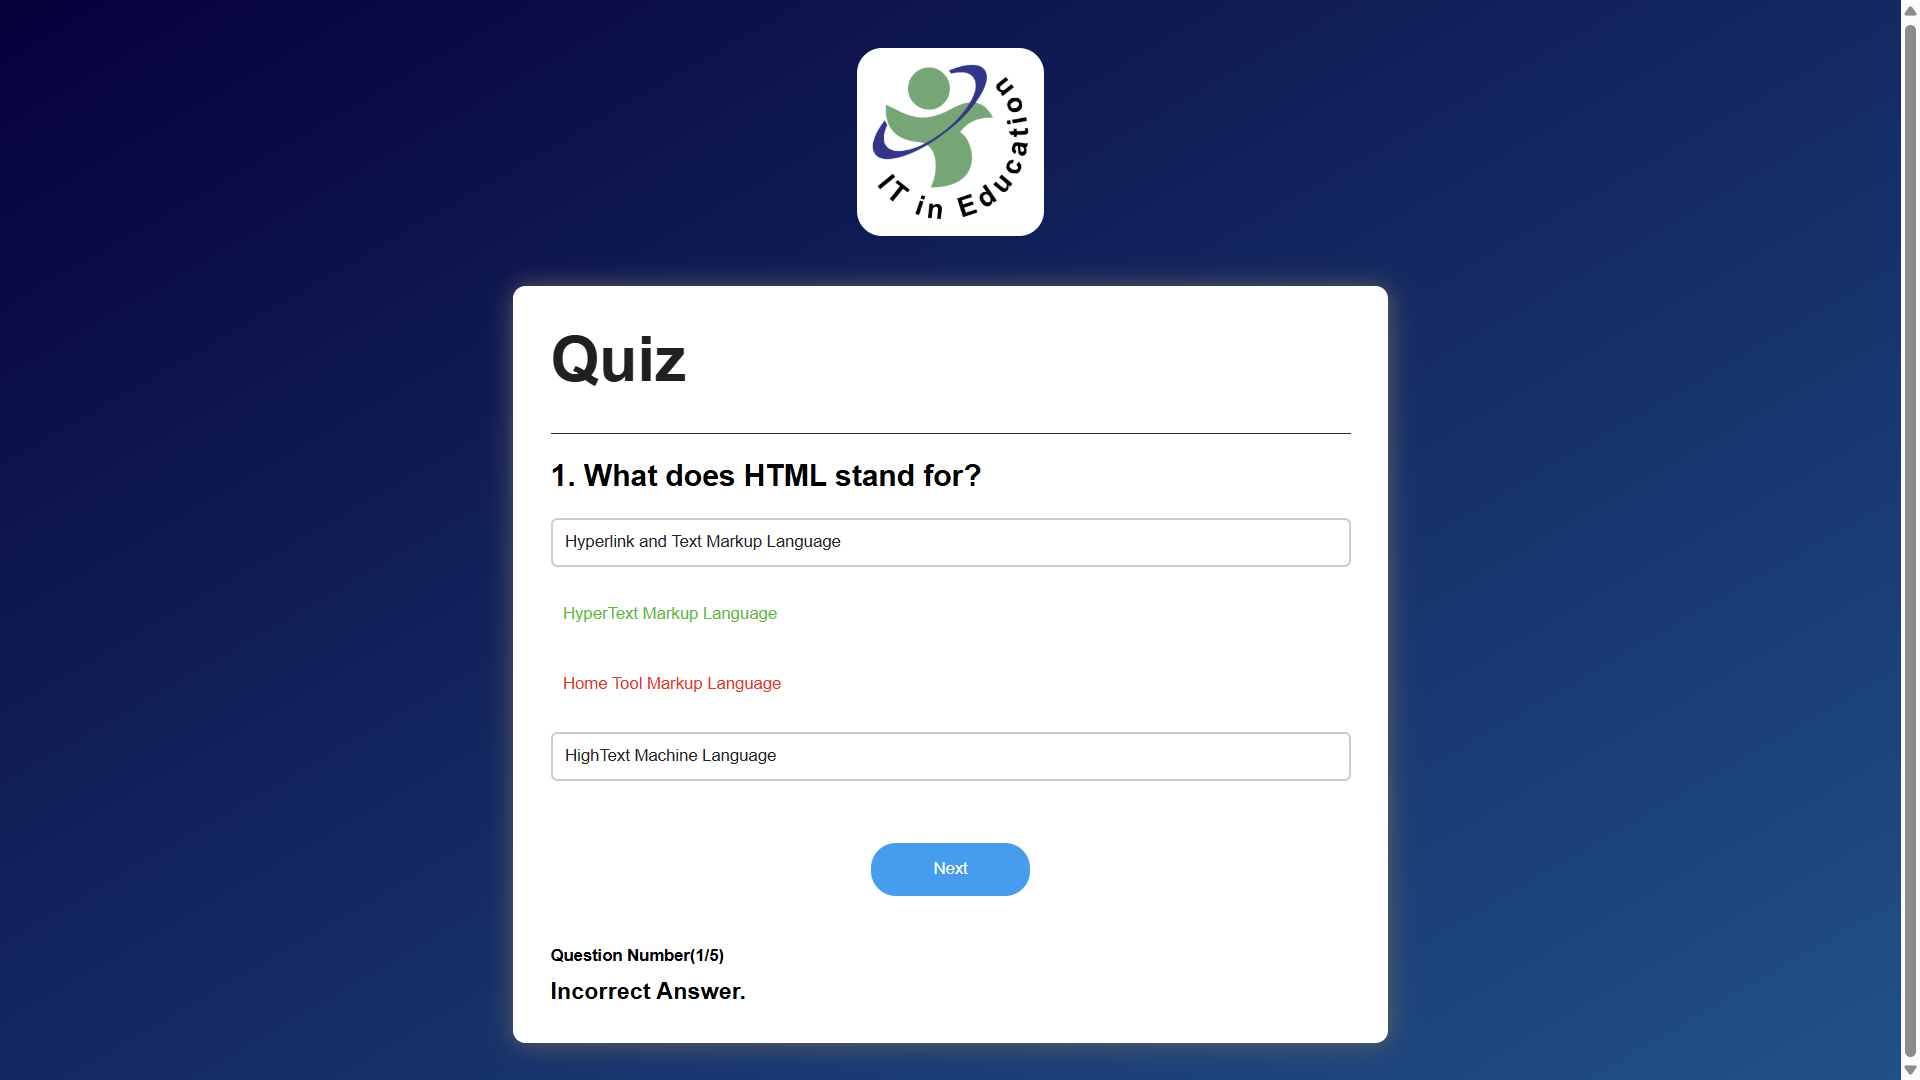 IT in Education
Quiz
1. What does HTML stand for?
Hyperlink and Text Markup Language
HyperText Markup Language
Home Tool Markup Language
HighText Machine Language
Next
Question Number(1/5)
Incorrect Answer.